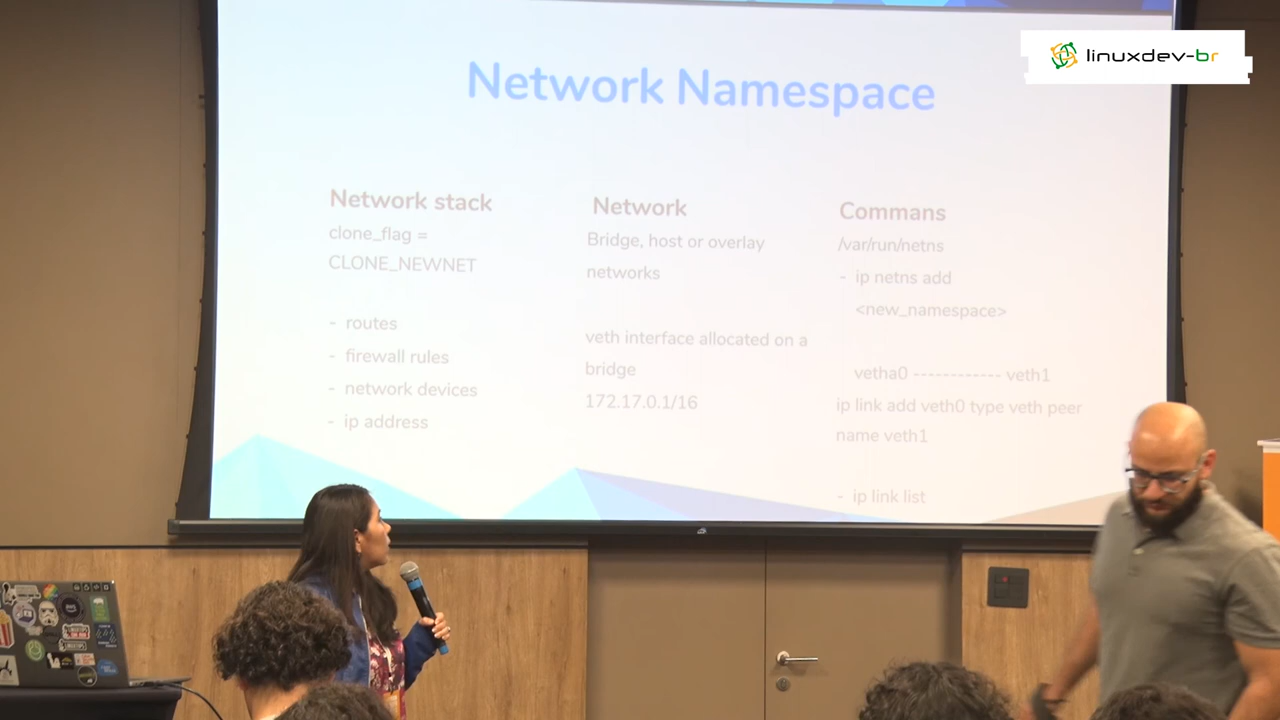 linuxdev-br
Network Namespace
Network stack
clone_flag =
CLONE_NEWNET
- routes
- firewall rules
- network devices
- ip address
Network
Bridge, host or overlay
networks
veth interface allocated on a
bridge
172.17.0.1/16
Commans
/var/run/netns
- ip netns add
<new_namespace>
vetha0 ------------ veth1
ip link add veth0 type veth peer
name veth1
- ip link list